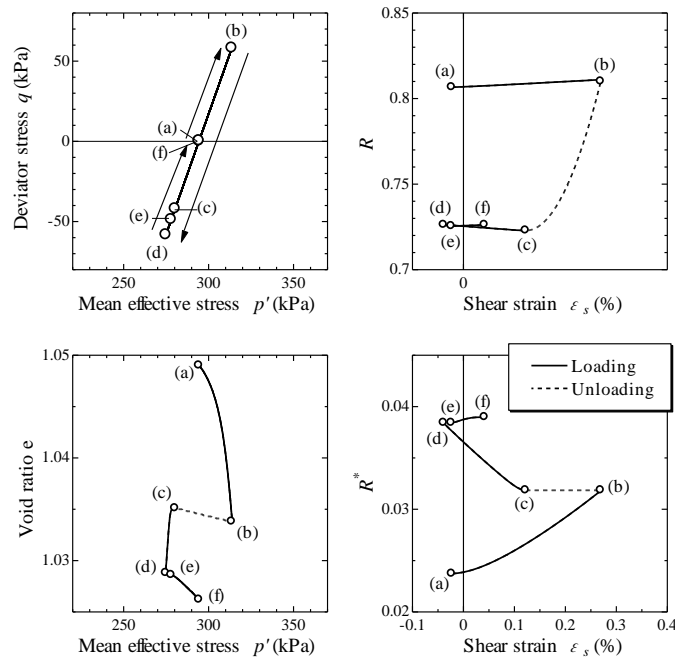 Deviator stress q (kPa)
50
0
-50
(b)
(a)
(f)
(c)
(e)
(d)
250 300 350
Mean effective stress p' (kPa)
R
0.85
0.8
0.75
0.7
(a)
(b)
(d)
(f)
(e)
(c)
0
Shear strain εs (%)
Void ratio e
1.05
1.04
1.03
(a)
(c)
(b)
(d)
(e)
(f)
250 300 350
Mean effective stress p' (kPa)
Loading
Unloading
R*
0.04
0.03
0.02
(e)
(f)
(d)
(c)
(b)
(a)
-0.1 0 0.1 0.2 0.3 0.4
Shear strain εs (%)